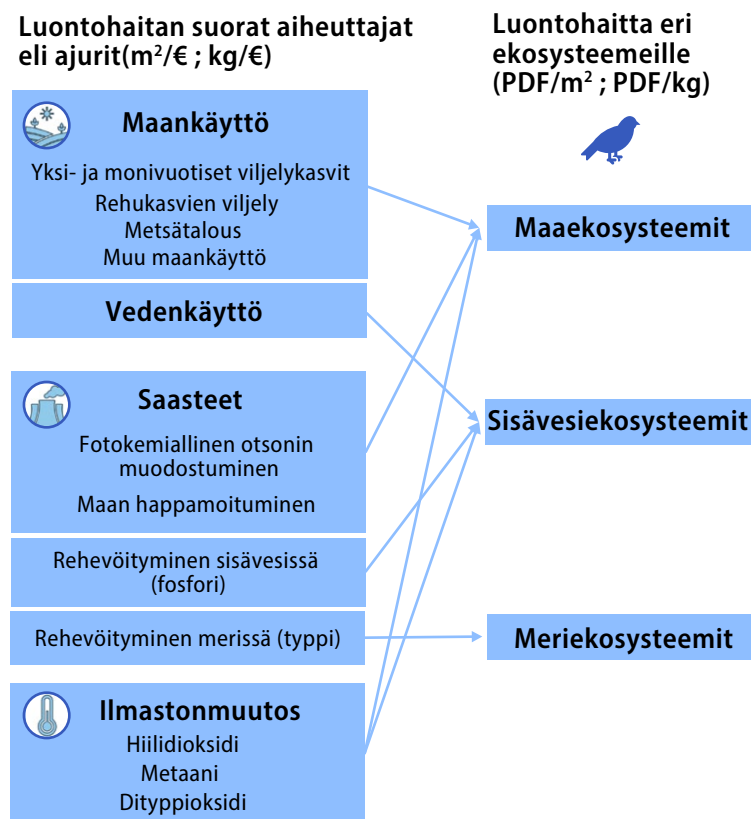 Luontohaitan suorat aiheuttajat
eli ajurit(m²/€ ; kg/€)
Maankäyttö
Yksi- ja monivuotiset viljelykasvit
Rehukasvien viljely
Metsätalous
Muu maankäyttö
Vedenkäyttö
Saasteet
Fotokemiallinen otsonin
muodostuminen
Maan happamoituminen
Rehevöityminen sisävesissä
(fosfori)
Rehevöityminen merissä (typpi)
Ilmastonmuutos
Hiilidioksidi
Metaani
Dityppioksidi
Luontohaitta eri
ekosysteemeille
(PDF/m² ; PDF/kg)
Maaekosysteemit
Sisävesiekosysteemit
Meriekosysteemit